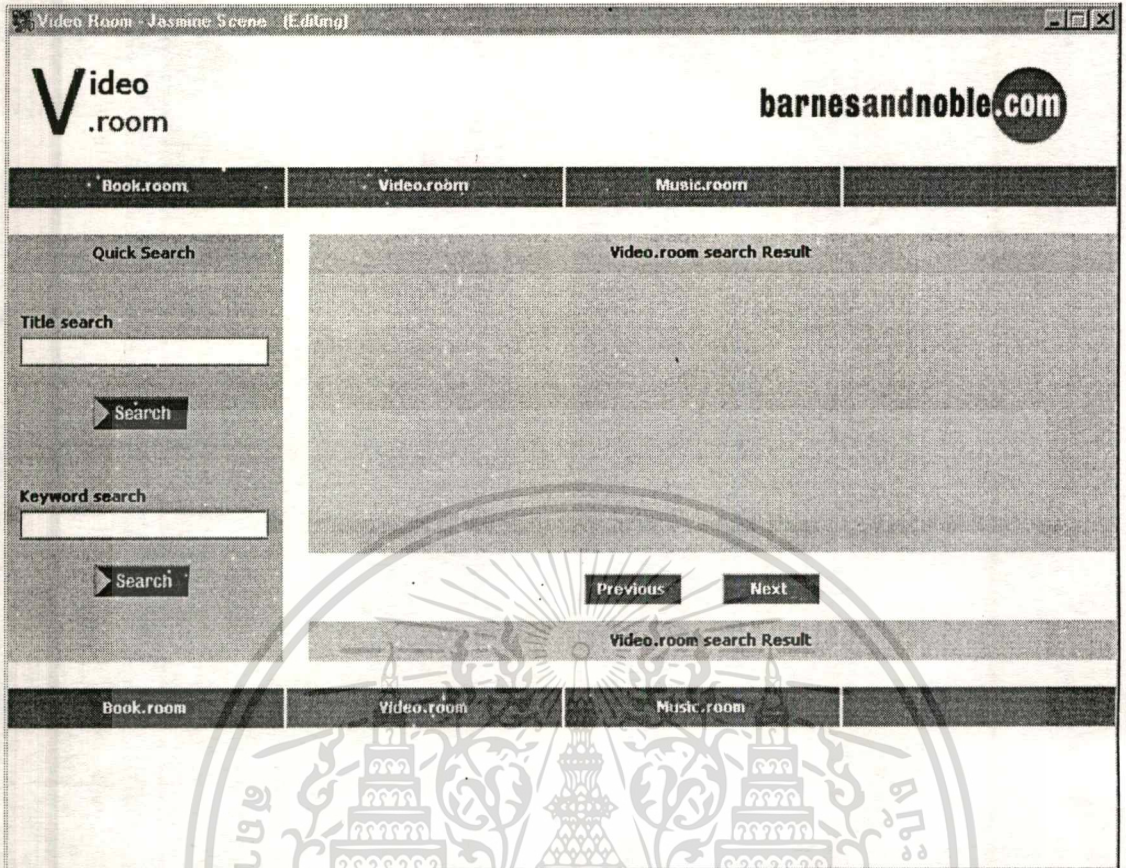 Video Room - Jasmine Scene (Editing)
Video
.room
barnesandnoble.com
Book.room Video.room Music.room
Quick Search
Video.room search Result
Title search
Search
Keyword search
Search
Previous Next
Video.room search Result
Book.room Video.room Music.room